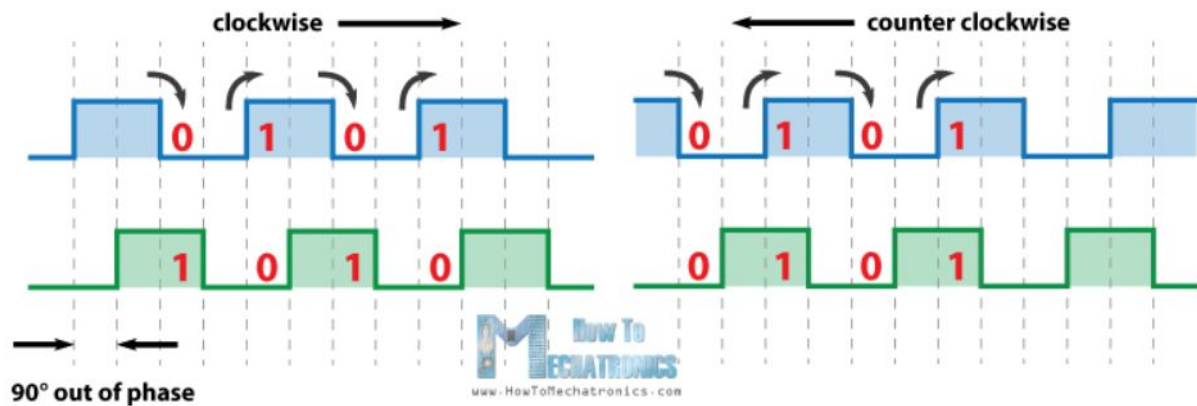 clockwise
counter clockwise
0 1 0 1
0 1 0 1
1 0 1 0
0 1 0 1
90° out of phase
How To
MECHATRONICS
www.HowToMechatronics.com